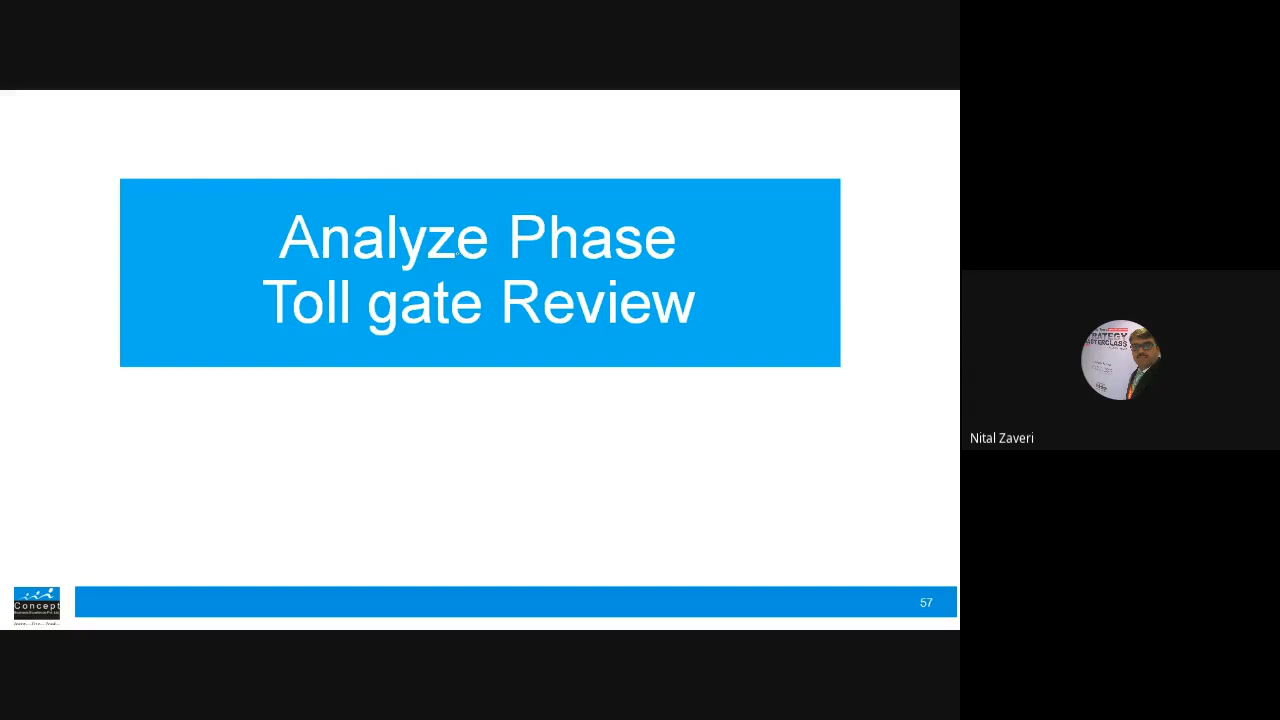 Analyze Phase
Toll gate Review
Concept
57
Nital Zaveri